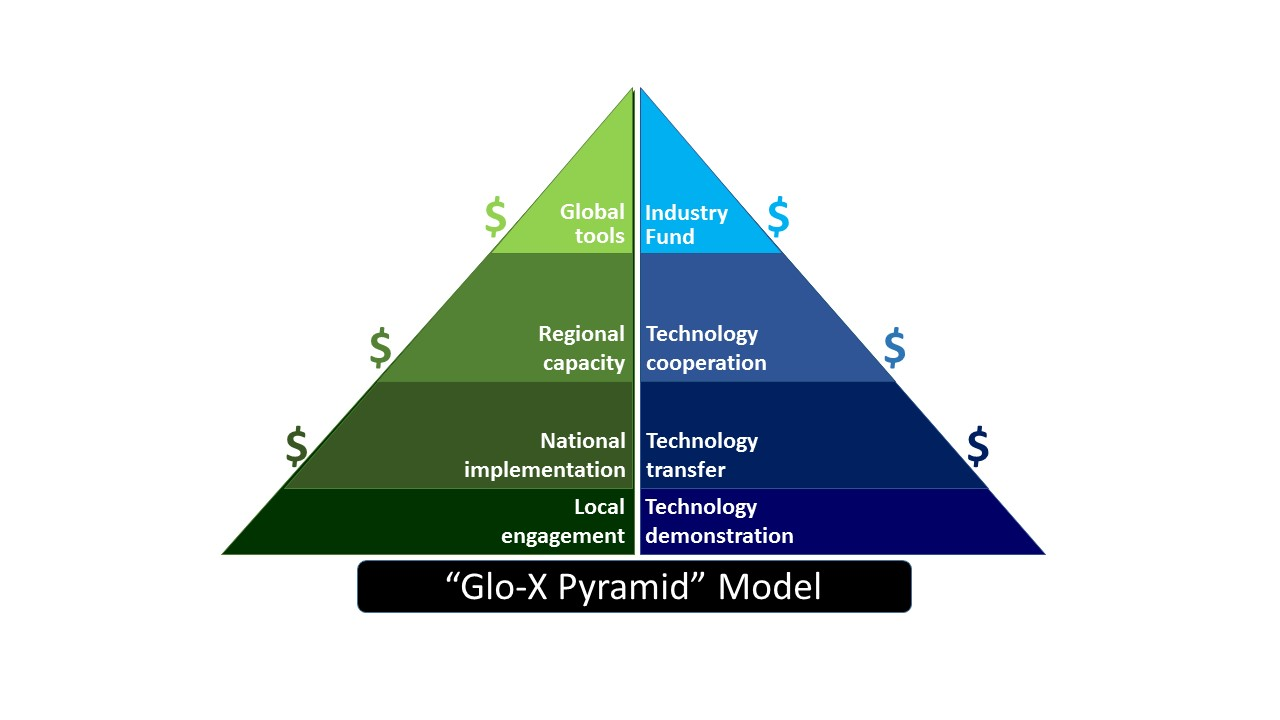 $
Global
tools
Industry
Fund
$
$
Regional
capacity
Technology
cooperation
$
$
National
implementation
Technology
transfer
$
Local
engagement
Technology
demonstration
“Glo-X Pyramid” Model